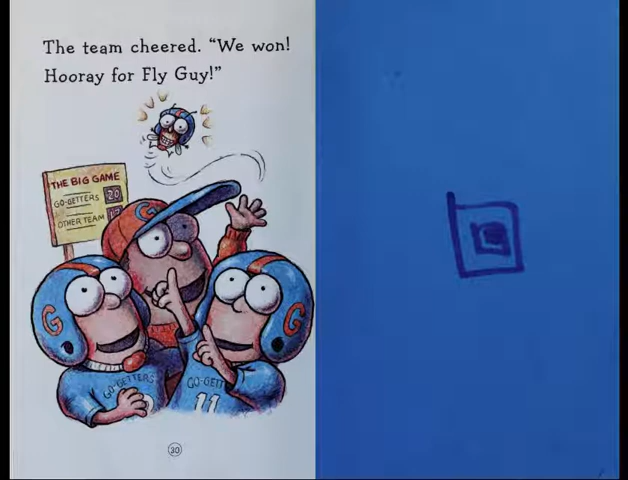 The team cheered. "We won!
Hooray for Fly Guy!"
THE BIG GAME
GO-GETTERS 20
OTHER TEAM
G
G
G
GO-GETTERS
GO-GETT
11
30